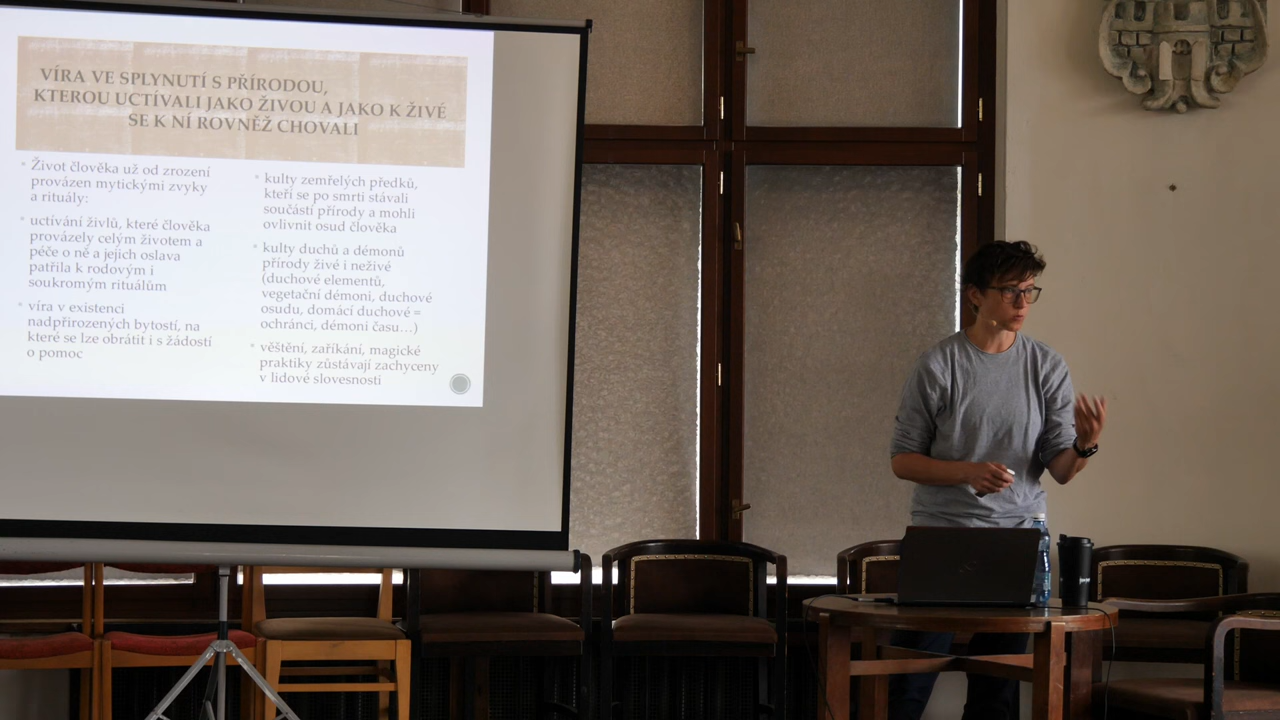 VÍRA VE SPLYNUTÍ S PŘÍRODOU,
KTEROU UCTÍVALI JAKO ŽIVOU A JAKO K ŽIVÉ
SE K NÍ ROVNĚŽ CHOVALI
Život člověka už od zrození
provázen mytickými zvyky
a rituály:
uctívání živlů, které člověka
provázely celým životem a
péče o ně a jejich oslava
patřila k rodovým i
soukromým rituálům
víra v existenci
nadpřirozených bytostí, na
které se lze obrátit i s žádostí
o pomoc
kulty zemřelých předků,
kteří se po smrti stávali
součástí přírody a mohli
ovlivnit osud člověka
kulty duchů a démonů
přírody živé i neživé
(duchové elementů,
vegetační démoni, duchové
osudu, domácí duchové =
ochránci, démoni času…)
věštění, zaříkání, magické
praktiky zůstávají zachyceny
v lidové slovesnosti